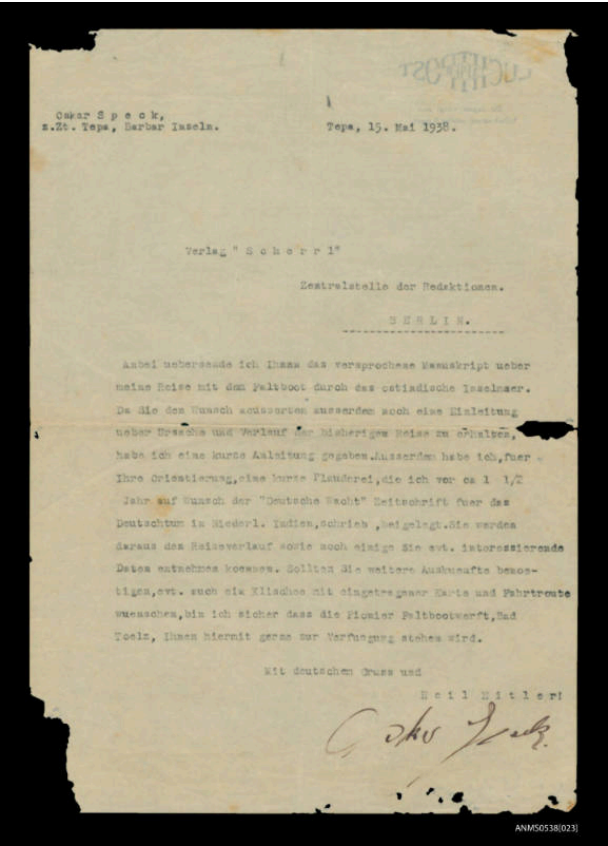 Oskar S p e c k,
z.Zt. Tepa, Barbar Inseln.
Tepa, 15. Mai 1938.
Verlag " S c h e r r l"
Zentralstelle der Redaktionen.
B E R L I N.
Anbei uebersende ich Ihnen das versprochene Manuskript ueber
meine Reise mit dem Faltboot durch das ostindische Inselmeer.
Da Sie den Wunsch aeusserten ausserdem noch eine Einleitung
ueber Ursache und Verlauf der bisherigen Reise zu erhalten,
habe ich eine kurze Anleitung gegeben.Ausserdem habe ich,fuer -
Ihre Orientierung,eine kurze Plauderei,die ich vor ca 1 1/2
Jahr auf Wunsch der "Deutsche Wacht" Zeitschrift fuer das
Deutschtum in Niederl. Indien,schrieb ,beigelegt.Sie werden
daraus den Reiseverlauf sowie noch einige Sie evt. interessierende
Daten entnehmen koennen. Sollten Sie weitere Auskuenfte benoe-
tigen,evt. auch ein Klischee mit eingetragener Karte und Fahrtroute
wuenschen,bin ich sicher dass die Pionier Faltbootwerft,Bad
Toelz, Ihnen hiermit gerne zur Verfuegung stehen wird.
Mit deutschen Gruss und
H e i l H i t l e r!
Oskar Speck.
ANMS0538[023]